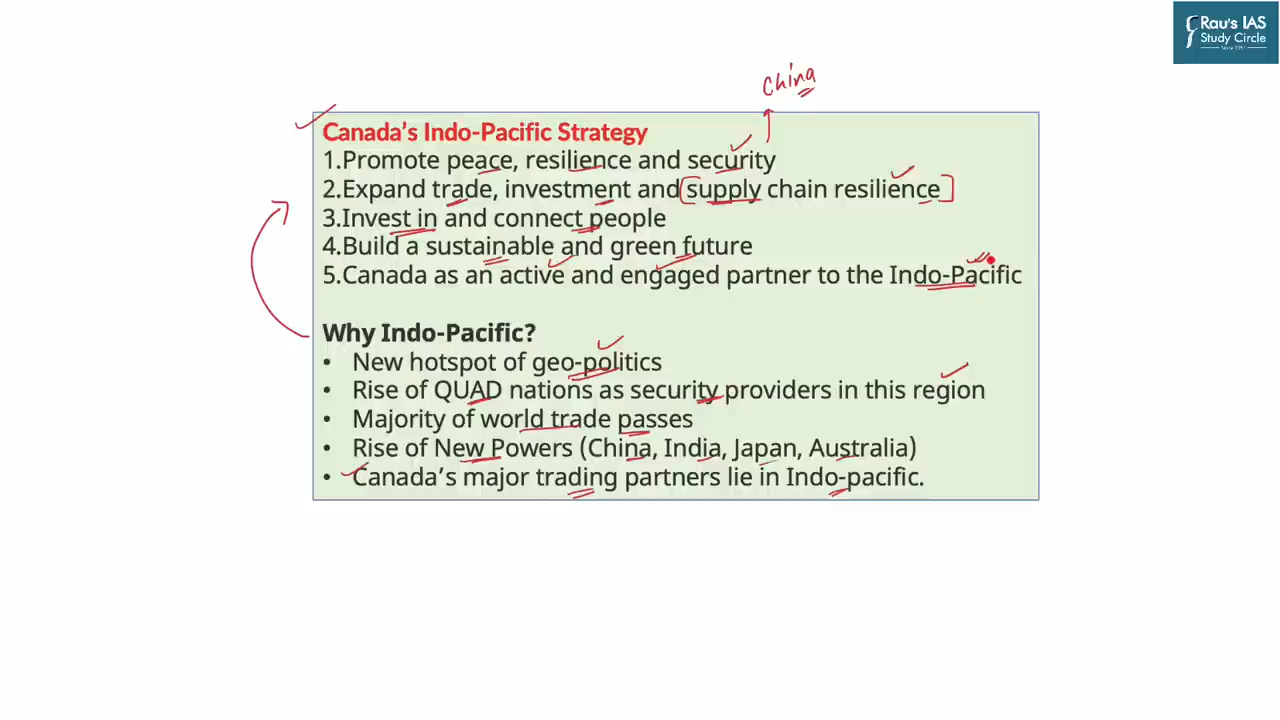 Rau's IAS
Study Circle
Since 1953
China
Canada's Indo-Pacific Strategy
1.Promote peace, resilience and security
2.Expand trade, investment and supply chain resilience
3.Invest in and connect people
4.Build a sustainable and green future
5.Canada as an active and engaged partner to the Indo-Pacific
Why Indo-Pacific?
• New hotspot of geo-politics
• Rise of QUAD nations as security providers in this region
• Majority of world trade passes
• Rise of New Powers (China, India, Japan, Australia)
• Canada's major trading partners lie in Indo-pacific.